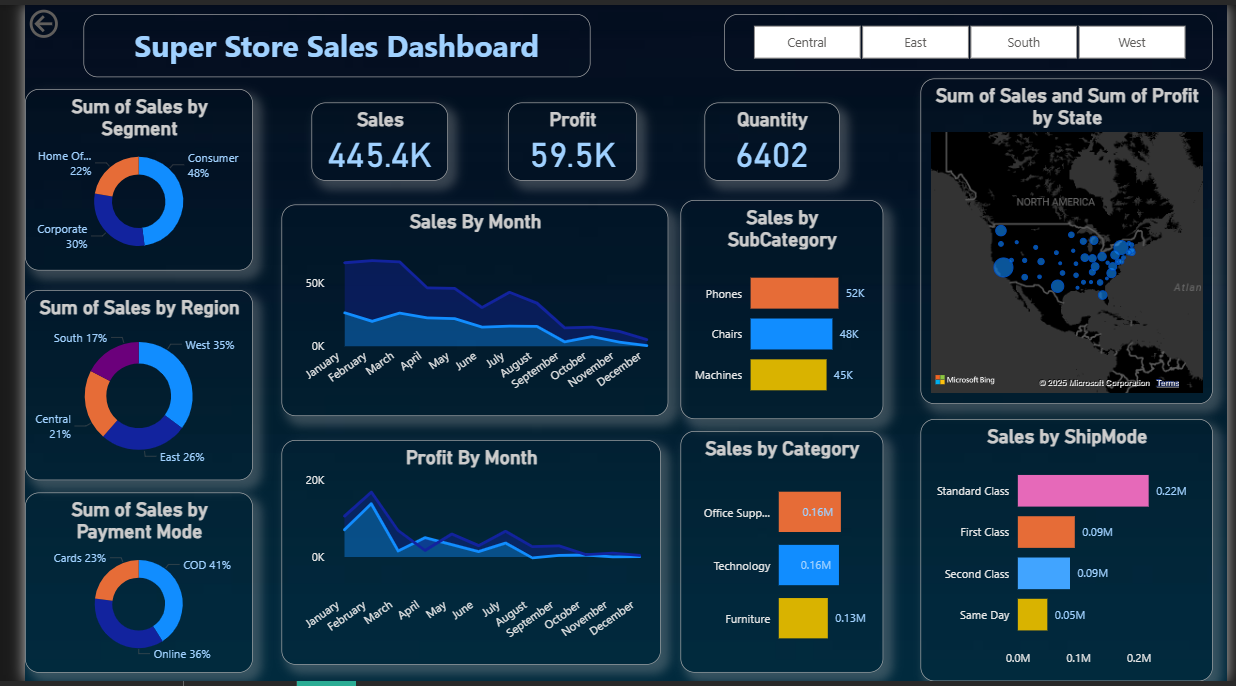 Super Store Sales Dashboard
Central
East
South
West
Sum of Sales by
Segment
Home Of...
22%
Consumer
48%
Corporate
30%
Sales
445.4K
Profit
59.5K
Quantity
6402
Sum of Sales and Sum of Profit
by State
NORTH AMERICA
Atlan
Microsoft Bing
© 2025 Microsoft Corporation
Terms
Sales By Month
50K
0K
January
February
March
April
May
June
July
August
September
October
November
December
Sales by
SubCategory
Phones
52K
Chairs
48K
Machines
45K
Sum of Sales by Region
South 17%
West 35%
Central
21%
East 26%
Profit By Month
20K
0K
January
February
March
April
May
June
July
August
September
October
November
December
Sales by Category
Office Supp...
0.16M
Technology
0.16M
Furniture
0.13M
Sales by ShipMode
Standard Class
0.22M
First Class
0.09M
Second Class
0.09M
Same Day
0.05M
0.0M
0.1M
0.2M
Sum of Sales by
Payment Mode
Cards 23%
COD 41%
Online 36%